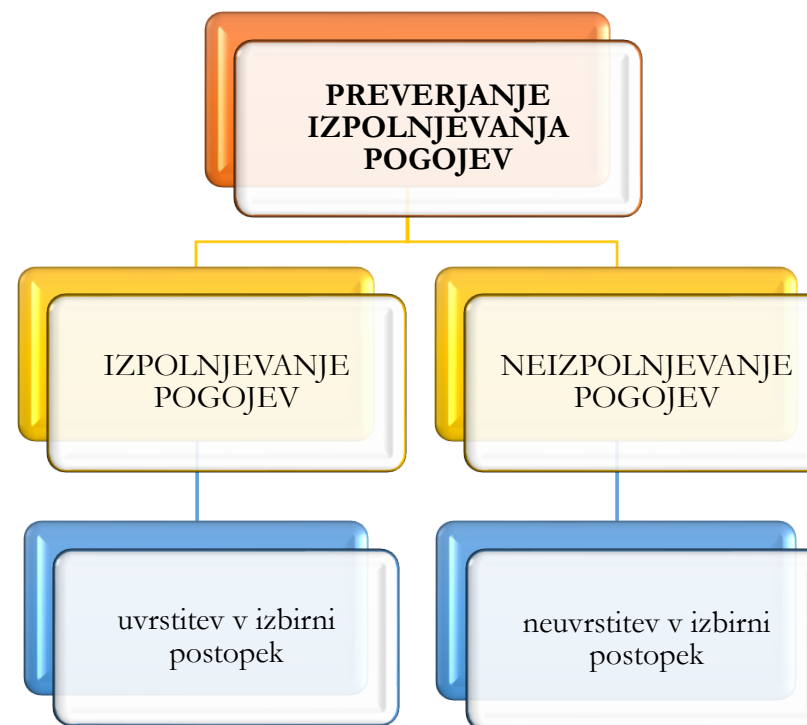 PREVERJANJE
IZPOLNJEVANJA
POGOJEV
IZPOLNJEVANJE
POGOJEV
NEIZPOLNJEVANJE
POGOJEV
uvrstitev v izbirni
postopek
neuvrstitev v izbirni
postopek